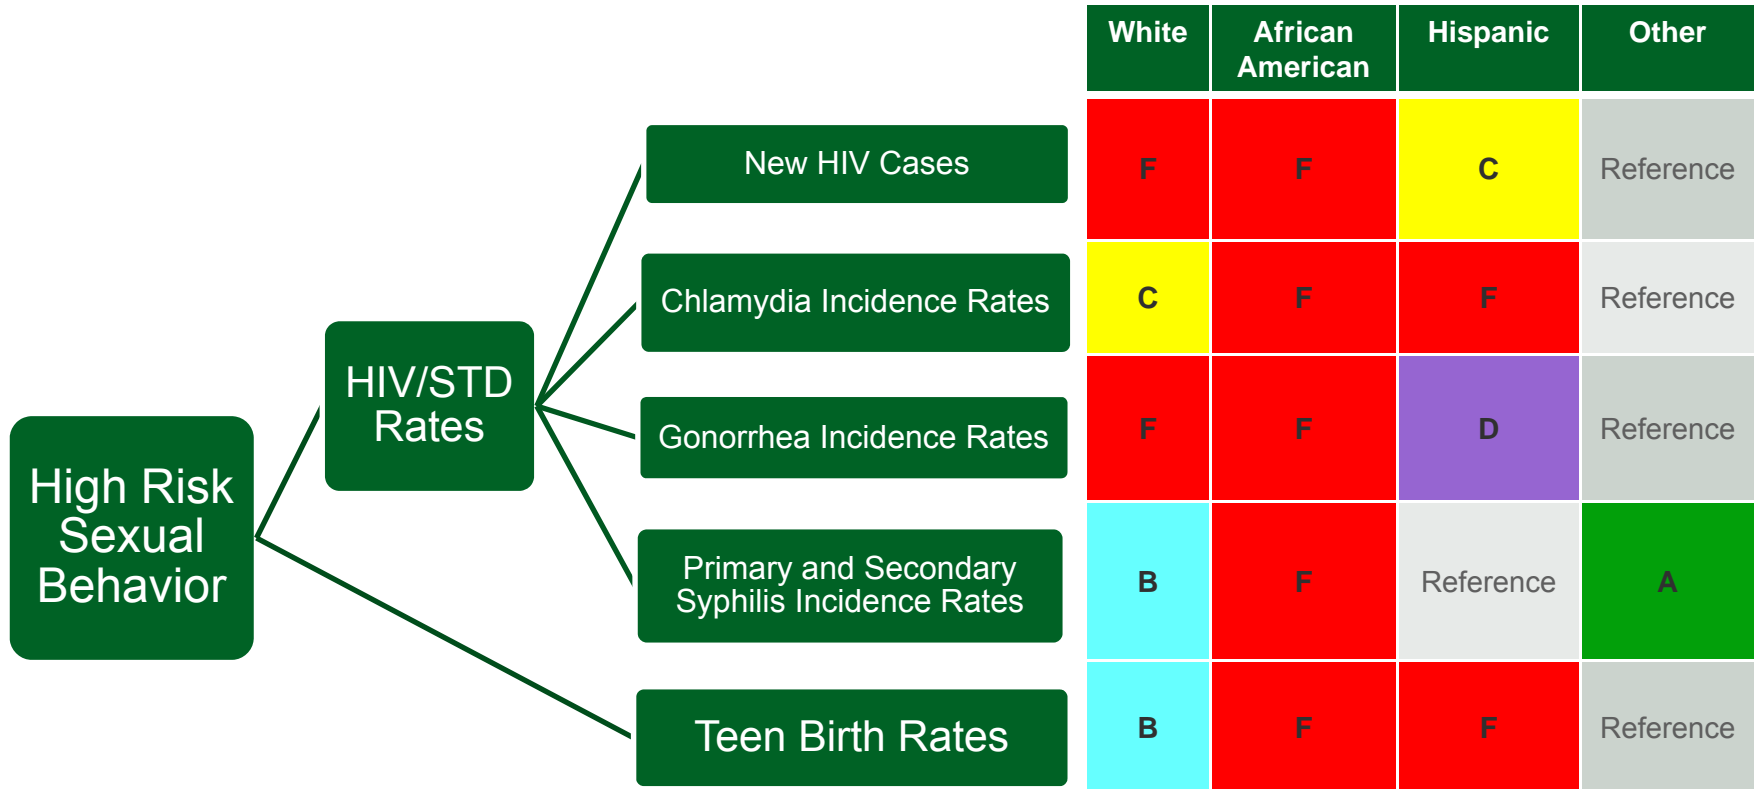 White
African
American
Hispanic
Other
New HIV Cases
F
F
C
Reference
Chlamydia Incidence Rates
C
F
F
Reference
HIV/STD
Rates
Gonorrhea Incidence Rates
F
F
D
Reference
High Risk
Sexual
Behavior
Primary and Secondary
Syphilis Incidence Rates
B
F
Reference
A
Teen Birth Rates
B
F
F
Reference